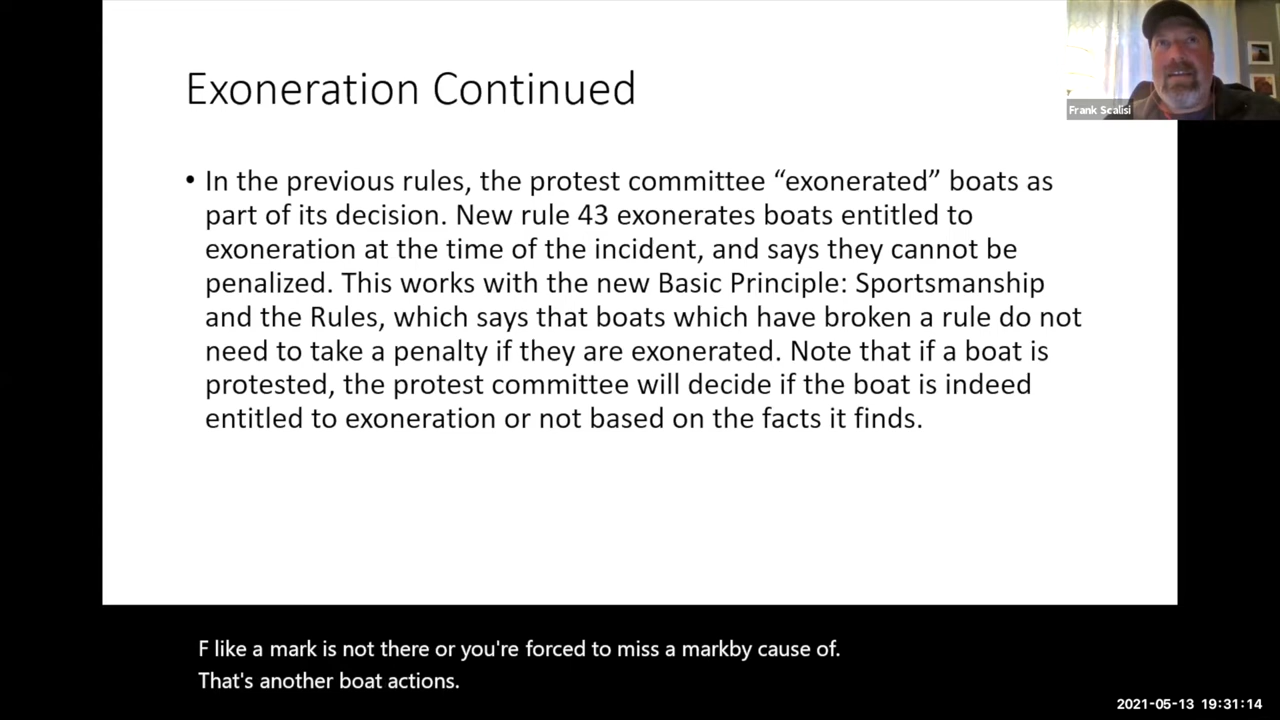 Exoneration Continued
Frank Scalisi
• In the previous rules, the protest committee “exonerated” boats as
part of its decision. New rule 43 exonerates boats entitled to
exoneration at the time of the incident, and says they cannot be
penalized. This works with the new Basic Principle: Sportsmanship
and the Rules, which says that boats which have broken a rule do not
need to take a penalty if they are exonerated. Note that if a boat is
protested, the protest committee will decide if the boat is indeed
entitled to exoneration or not based on the facts it finds.
F like a mark is not there or you're forced to miss a markby cause of.
That's another boat actions.
2021-05-13 19:31:14